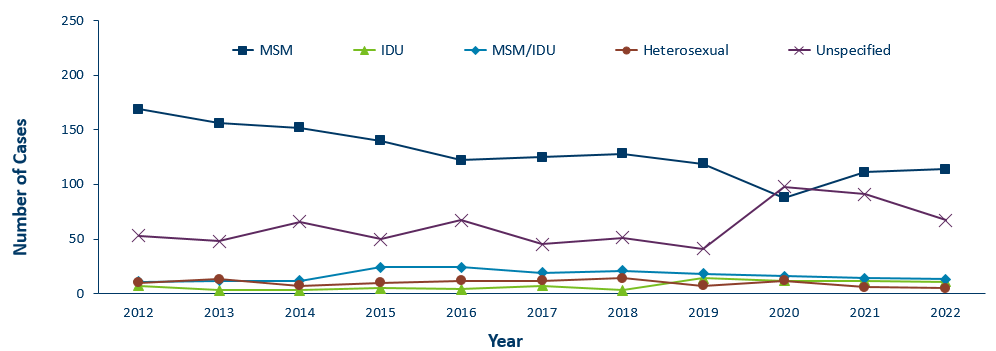 250
MSM IDU MSM/IDU Heterosexual Unspecified
200
150
100
50
0
Number of Cases
2012 2013 2014 2015 2016 2017 2018 2019 2020 2021 2022
Year